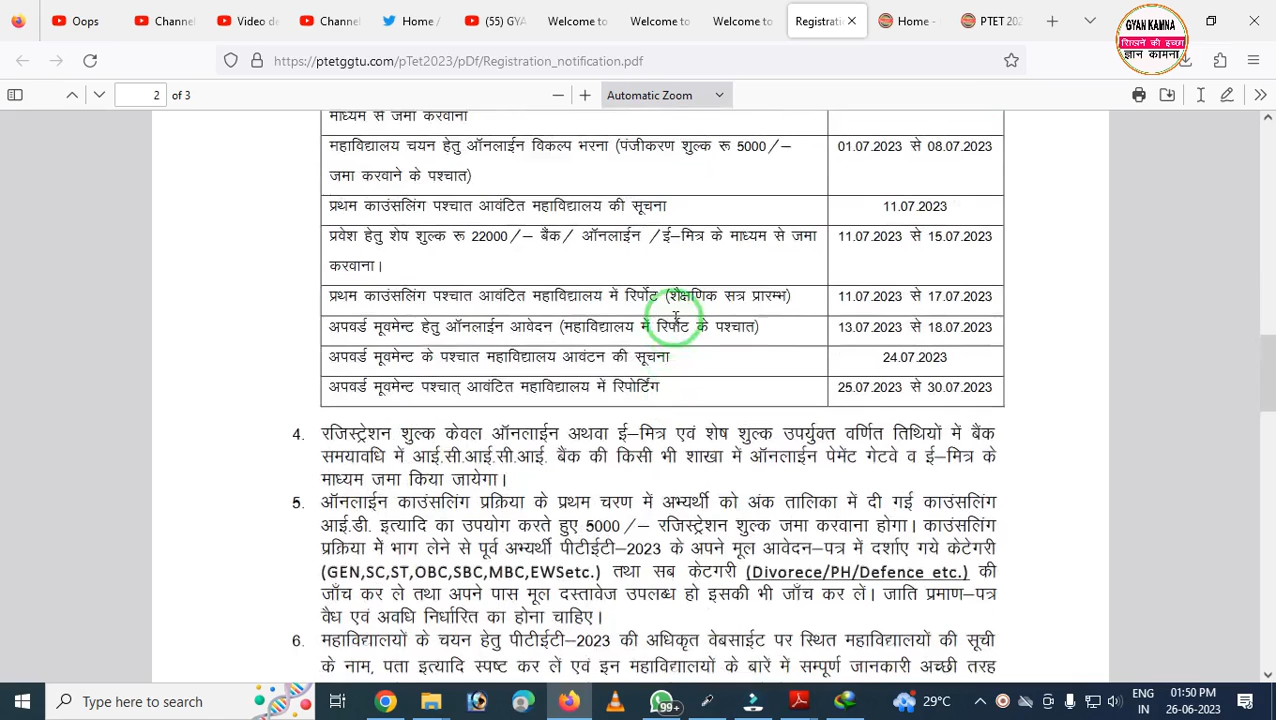 Oops
Channel
Video de
Channel
Home /
(55) GYA
Welcome to
Welcome to
Welcome to
Registrati
Home -
PTET 202
GYAN KAMNA
सिखने की इच्छा
ज्ञान कामना
https://ptetggtu.com/pTet2023/Registration_notification.pdf
2 of 3
Automatic Zoom
माध्यम से जमा करवाना
महाविद्यालय चयन हेतु ऑनलाईन विकल्प भरना (पंजीकरण शुल्क रू 5000/– 01.07.2023 से 08.07.2023
जमा करवाने के पश्चात)
प्रथम काउंसलिंग पश्चात आवंटित महाविद्यालय की सूचना 11.07.2023
प्रवेश हेतु शेष शुल्क रू 22000/– बैंक/ ऑनलाईन /ई–मित्र के माध्यम से जमा 11.07.2023 से 15.07.2023
करवाना।
प्रथम काउंसलिंग पश्चात आवंटित महाविद्यालय में रिर्पोट (शैक्षणिक सत्र प्रारम्भ) 11.07.2023 से 17.07.2023
अपवर्ड मूवमेन्ट हेतु ऑनलाईन आवेदन (महाविद्यालय में रिर्पाट के पश्चात) 13.07.2023 से 18.07.2023
अपवर्ड मूवमेन्ट के पश्चात महाविद्यालय आवंटन की सूचना 24.07.2023
अपवर्ड मूवमेन्ट पश्चात् आवंटित महाविद्यालय में रिपोर्टिंग 25.07.2023 से 30.07.2023
4. रजिस्ट्रेशन शुल्क केवल ऑनलाईन अथवा ई–मित्र एवं शेष शुल्क उपर्युक्त वर्णित तिथियों में बैंक
समयावधि में आई.सी.आई.सी.आई. बैंक की किसी भी शाखा में ऑनलाईन पेमेंट गेटवे व ई–मित्र के
माध्यम जमा किया जायेगा।
5. ऑनलाईन काउंसलिंग प्रक्रिया के प्रथम चरण में अभ्यर्थी को अंक तालिका में दी गई काउंसलिंग
आई.डी. इत्यादि का उपयोग करते हुए 5000/– रजिस्ट्रेशन शुल्क जमा करवाना होगा। काउंसलिंग
प्रक्रिया में भाग लेने से पूर्व अभ्यर्थी पीटीईटी–2023 के अपने मूल आवेदन–पत्र में दर्शाए गये केटेगरी
(GEN,SC,ST,OBC,SBC,MBC,EWSetc.) तथा सब केटगरी (Divorece/PH/Defence etc.) की
जाँच कर ले तथा अपने पास मूल दस्तावेज उपलब्ध हो इसकी भी जाँच कर लें। जाति प्रमाण–पत्र
वैध एवं अवधि निर्धारित का होना चाहिए।
6. महाविद्यालयों के चयन हेतु पीटीईटी–2023 की अधिकृत वेबसाईट पर स्थित महाविद्यालयों की सूची
के नाम, पता इत्यादि स्पष्ट कर लें एवं इन महाविद्यालयों के बारें में सम्पूर्ण जानकारी अच्छी तरह
Type here to search
99+
29°C
ENG
IN
01:50 PM
26-06-2023